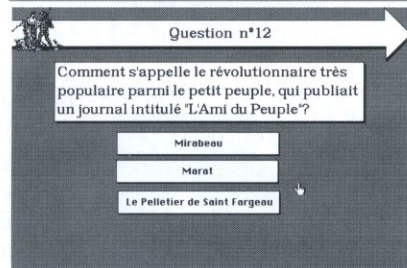 Question n°12
Comment s'appelle le révolutionnaire très
populaire parmi le petit peuple, qui publiait
un journal intitulé "L'Ami du Peuple"?
Mirabeau
Marat
Le Pelletier de Saint Fargeau